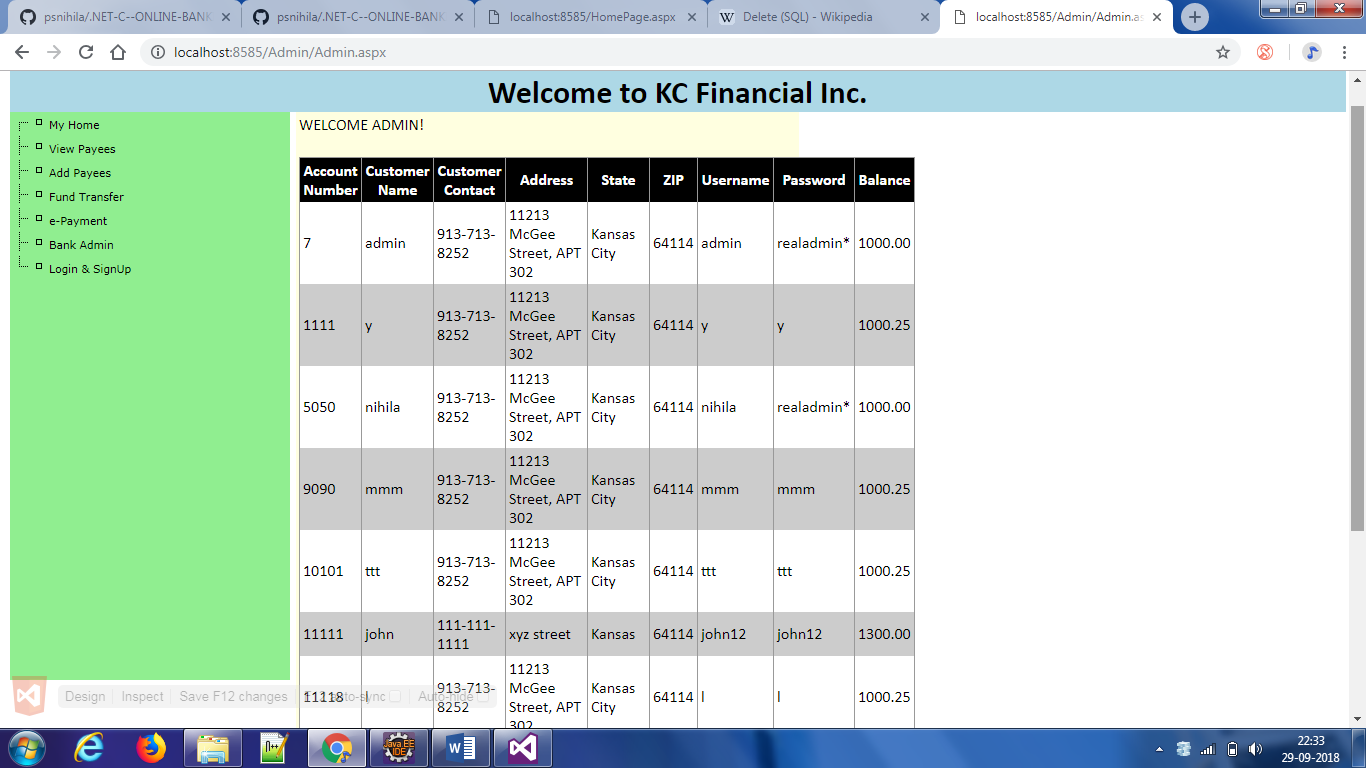 psnihila/.NET-C--ONLINE-BANK
psnihila/.NET-C--ONLINE-BANK
localhost:8585/HomePage.aspx
Delete (SQL) - Wikipedia
localhost:8585/Admin/Admin.as
localhost:8585/Admin/Admin.aspx
Welcome to KC Financial Inc.
My Home
View Payees
Add Payees
Fund Transfer
e-Payment
Bank Admin
Login & SignUp
WELCOME ADMIN!
Account Number Customer Name Customer Contact Address State ZIP Username Password Balance
7 admin 913-713-8252 11213 McGee Street, APT 302 Kansas City 64114 admin realadmin* 1000.00
1111 y 913-713-8252 11213 McGee Street, APT 302 Kansas City 64114 y y 1000.25
5050 nihila 913-713-8252 11213 McGee Street, APT 302 Kansas City 64114 nihila realadmin* 1000.00
9090 mmm 913-713-8252 11213 McGee Street, APT 302 Kansas City 64114 mmm mmm 1000.25
10101 ttt 913-713-8252 11213 McGee Street, APT 302 Kansas City 64114 ttt ttt 1000.25
11111 john 111-111-1111 xyz street Kansas 64114 john12 john12 1300.00
11118 l 913-713-8252 11213 McGee Street, APT 302 Kansas City 64114 l l 1000.25
Design Inspect Save F12 changes auto-sync Auto-hide
Java EE IDE
22:33
29-09-2018